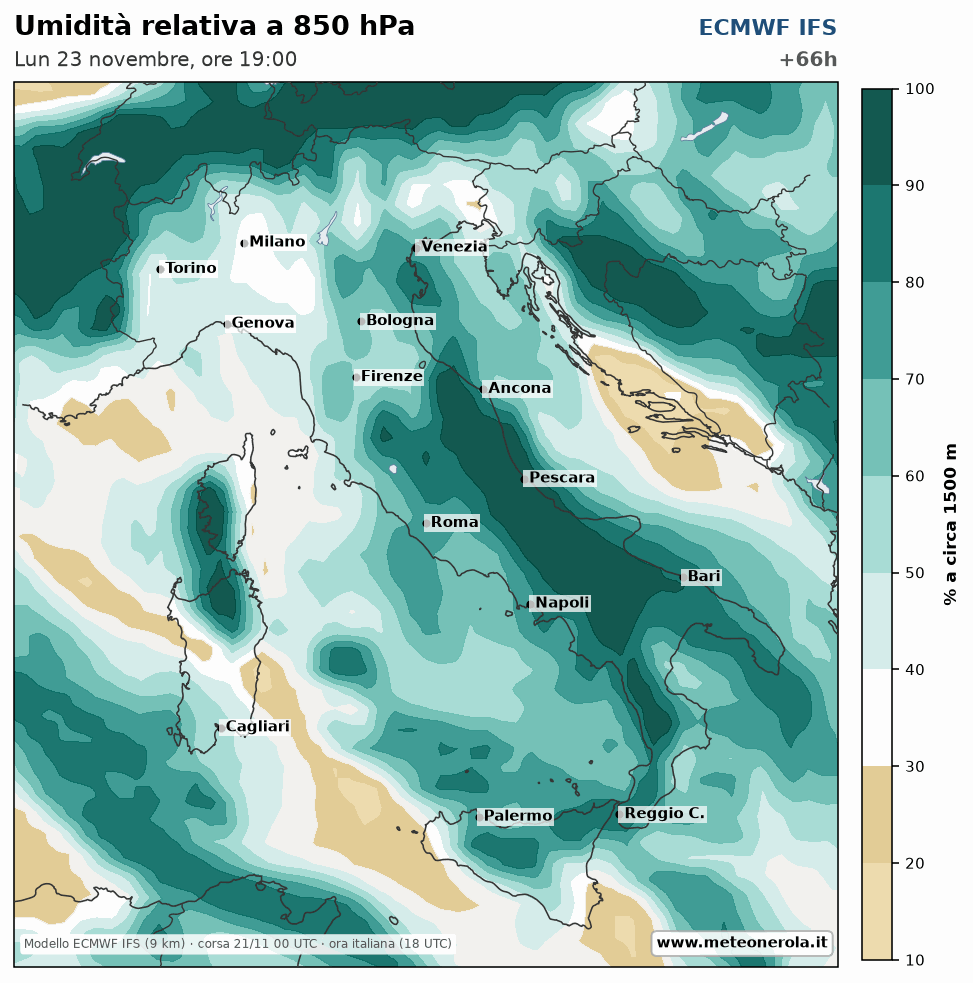 Umidità relativa a 850 hPa
ECMWF IFS
Lun 23 novembre, ore 19:00
+66h
100
90
80
70
60
50
40
30
20
10
% a circa 1500 m
Milano
Venezia
Torino
Genova
Bologna
Firenze
Ancona
Pescara
Roma
Bari
Napoli
Cagliari
Palermo
Reggio C.
Modello ECMWF IFS (9 km) · corsa 21/11 00 UTC · ora italiana (18 UTC)
www.meteonerola.it